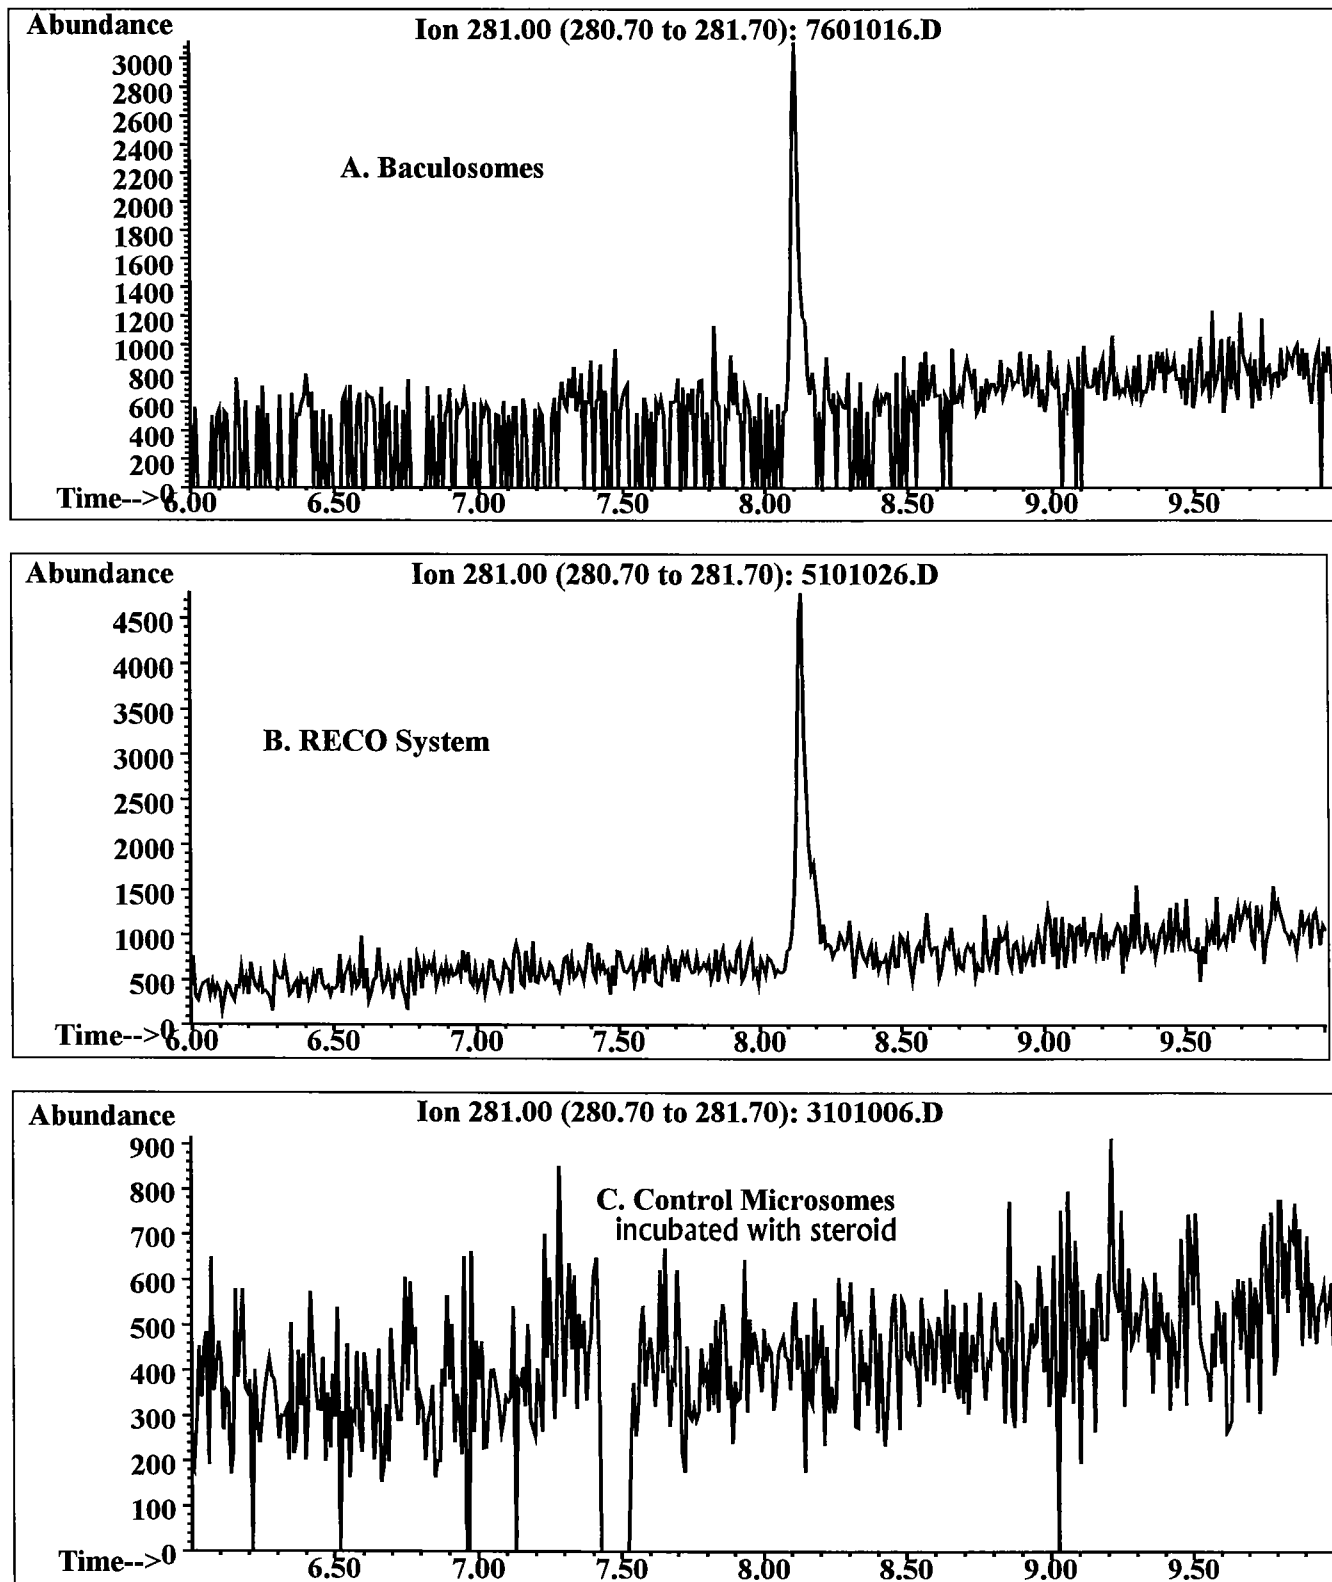 Abundance
Ion 281.00 (280.70 to 281.70): 7601016.D
3000
2800
2600
2400
2200
2000
1800
1600
1400
1200
1000
800
600
400
200
0
A. Baculosomes
Time-->
6.00 6.50 7.00 7.50 8.00 8.50 9.00 9.50
Abundance
Ion 281.00 (280.70 to 281.70): 5101026.D
4500
4000
3500
3000
2500
2000
1500
1000
500
0
B. RECO System
Time-->
6.00 6.50 7.00 7.50 8.00 8.50 9.00 9.50
Abundance
Ion 281.00 (280.70 to 281.70): 3101006.D
900
800
700
600
500
400
300
200
100
0
C. Control Microsomes
incubated with steroid
Time-->
6.50 7.00 7.50 8.00 8.50 9.00 9.50